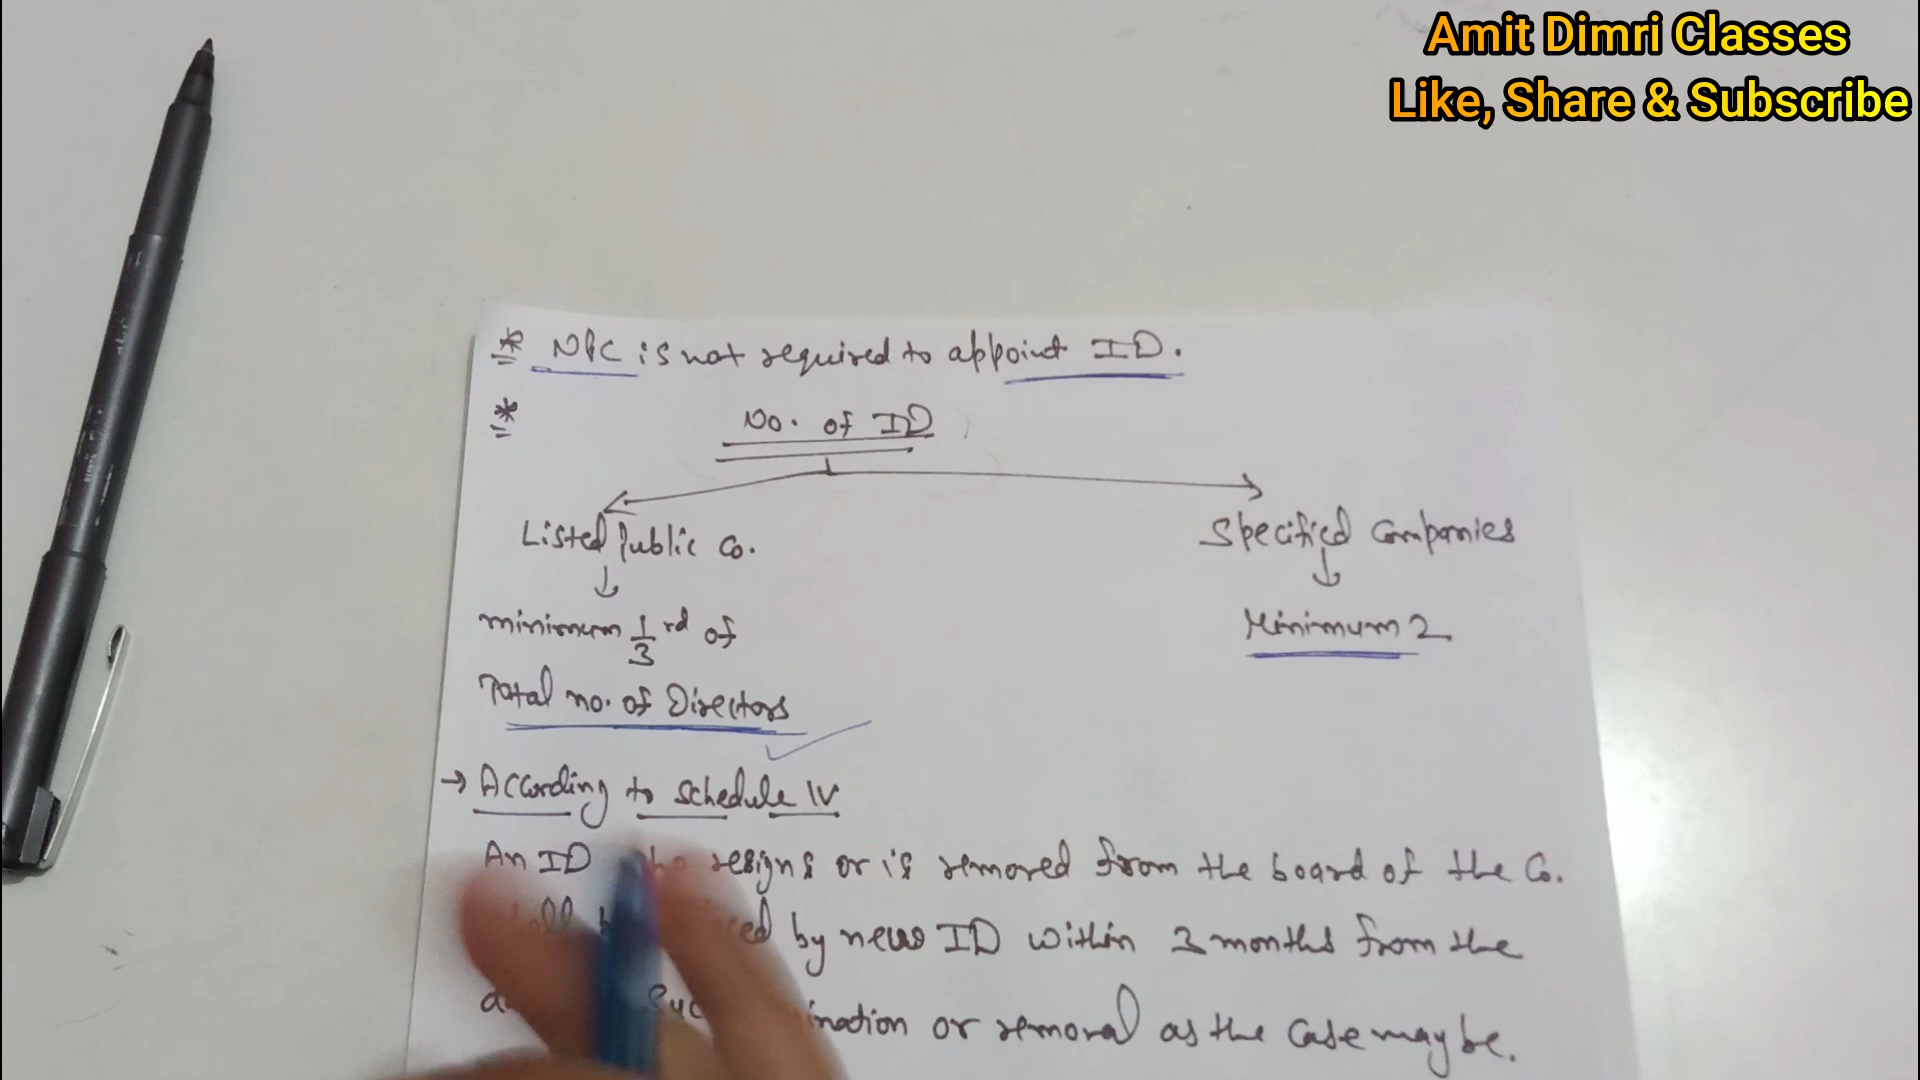 Amit Dimri Classes
Like, Share & Subscribe
* NPC is not required to appoint ID.
* No. of ID
Listed Public Co. Specified Companies
minimum 1/3 rd of Minimum 2
Total no. of Directors
→ According to Schedule IV
An ID resigns or is removed from the board of the Co.
by new ID within 3 months from the
or removal as the case may be.